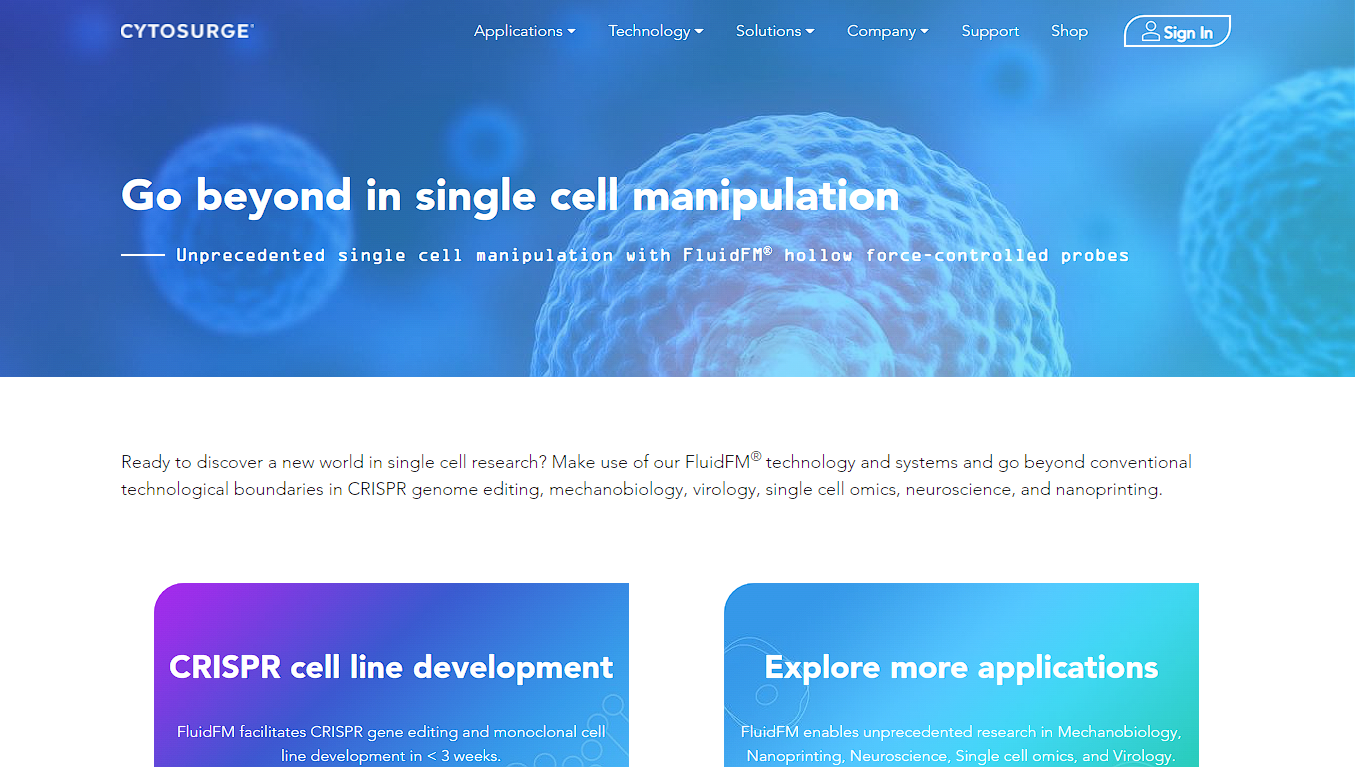 CYTOSURGE®
Applications
Technology
Solutions
Company
Support
Shop
Sign In
Go beyond in single cell manipulation
Unprecedented single cell manipulation with FluidFM® hollow force-controlled probes
Ready to discover a new world in single cell research? Make use of our FluidFM® technology and systems and go beyond conventional
technological boundaries in CRISPR genome editing, mechanobiology, virology, single cell omics, neuroscience, and nanoprinting.
CRISPR cell line development
FluidFM facilitates CRISPR gene editing and monoclonal cell
line development in < 3 weeks.
Explore more applications
FluidFM enables unprecedented research in Mechanobiology,
Nanoprinting, Neuroscience, Single cell omics, and Virology.